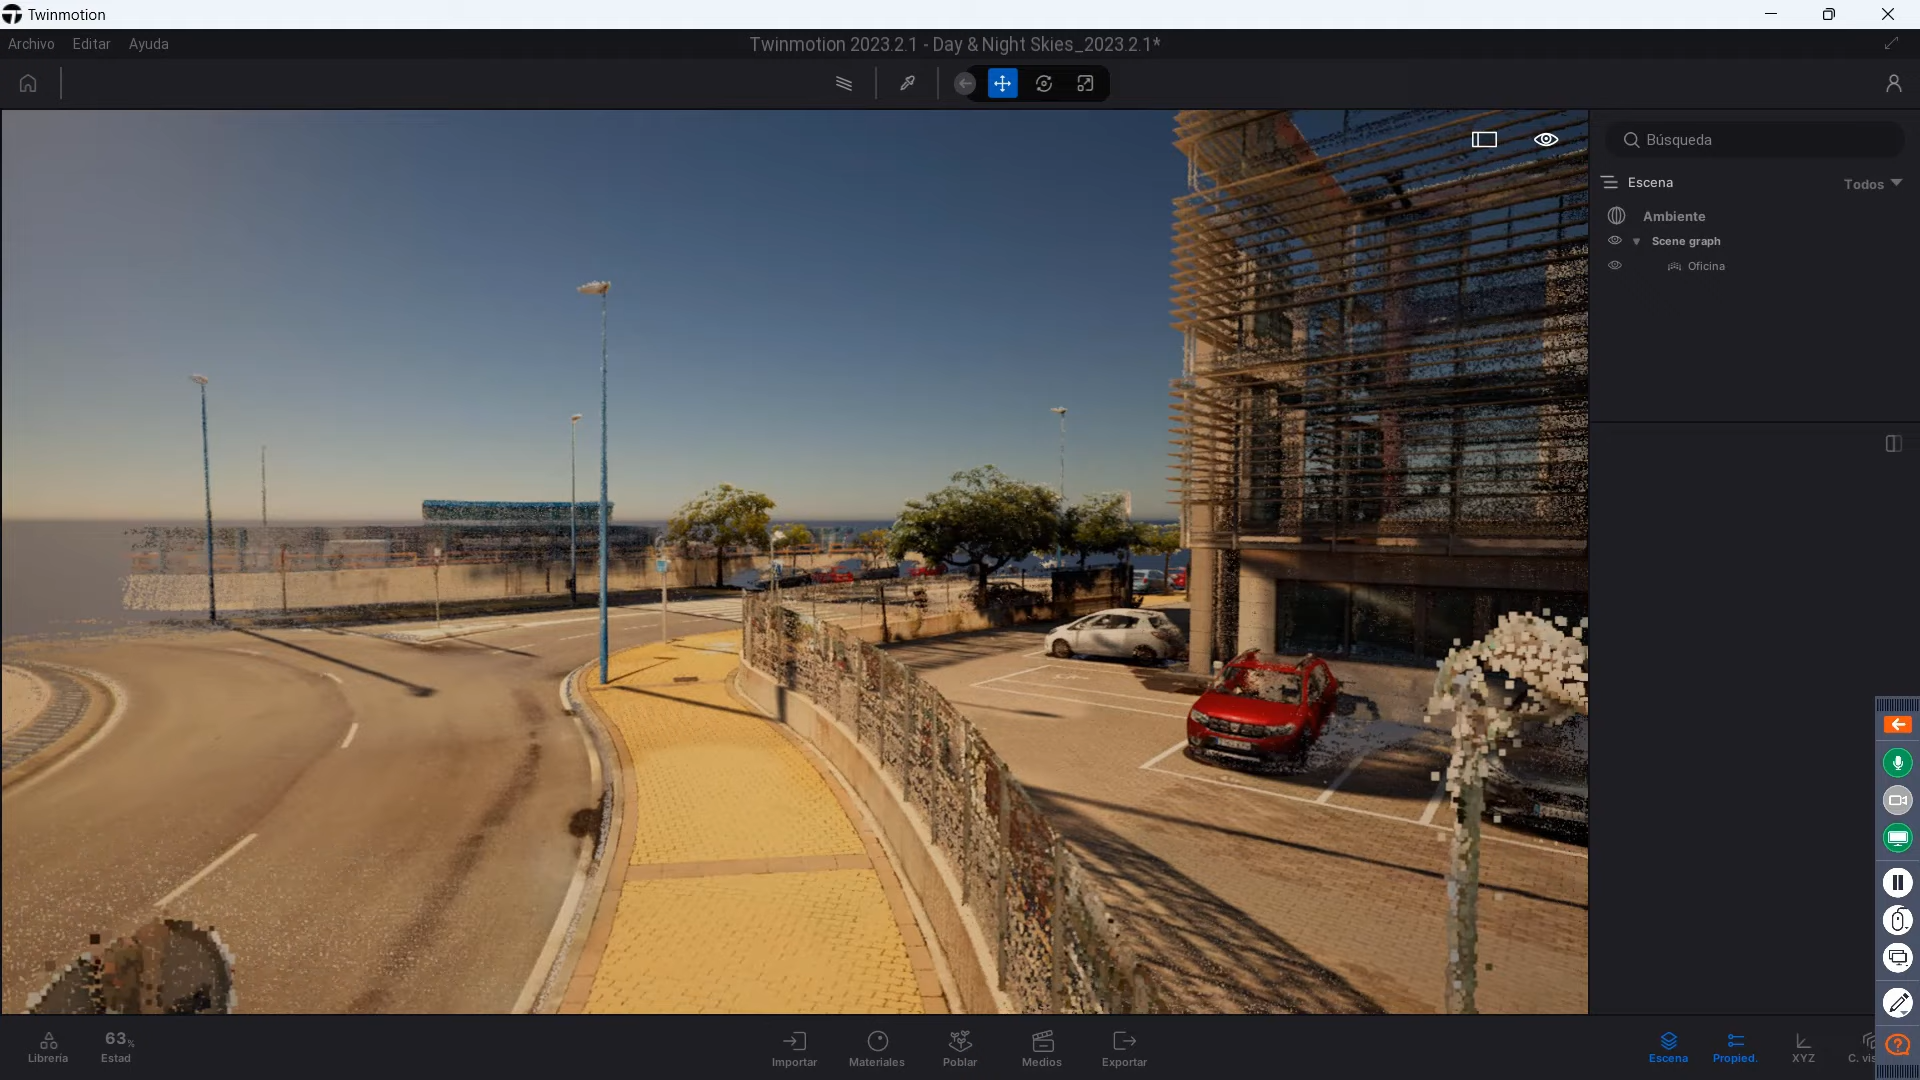 Twinmotion
Archivo Editar Ayuda
Twinmotion 2023.2.1 - Day & Night Skies_2023.2.1*
Búsqueda
Escena
Todos
Ambiente
Scene graph
Oficina
Librería
63%
Estad
Importar
Materiales
Poblar
Medios
Exportar
Escena
Propied.
XYZ
C. vis